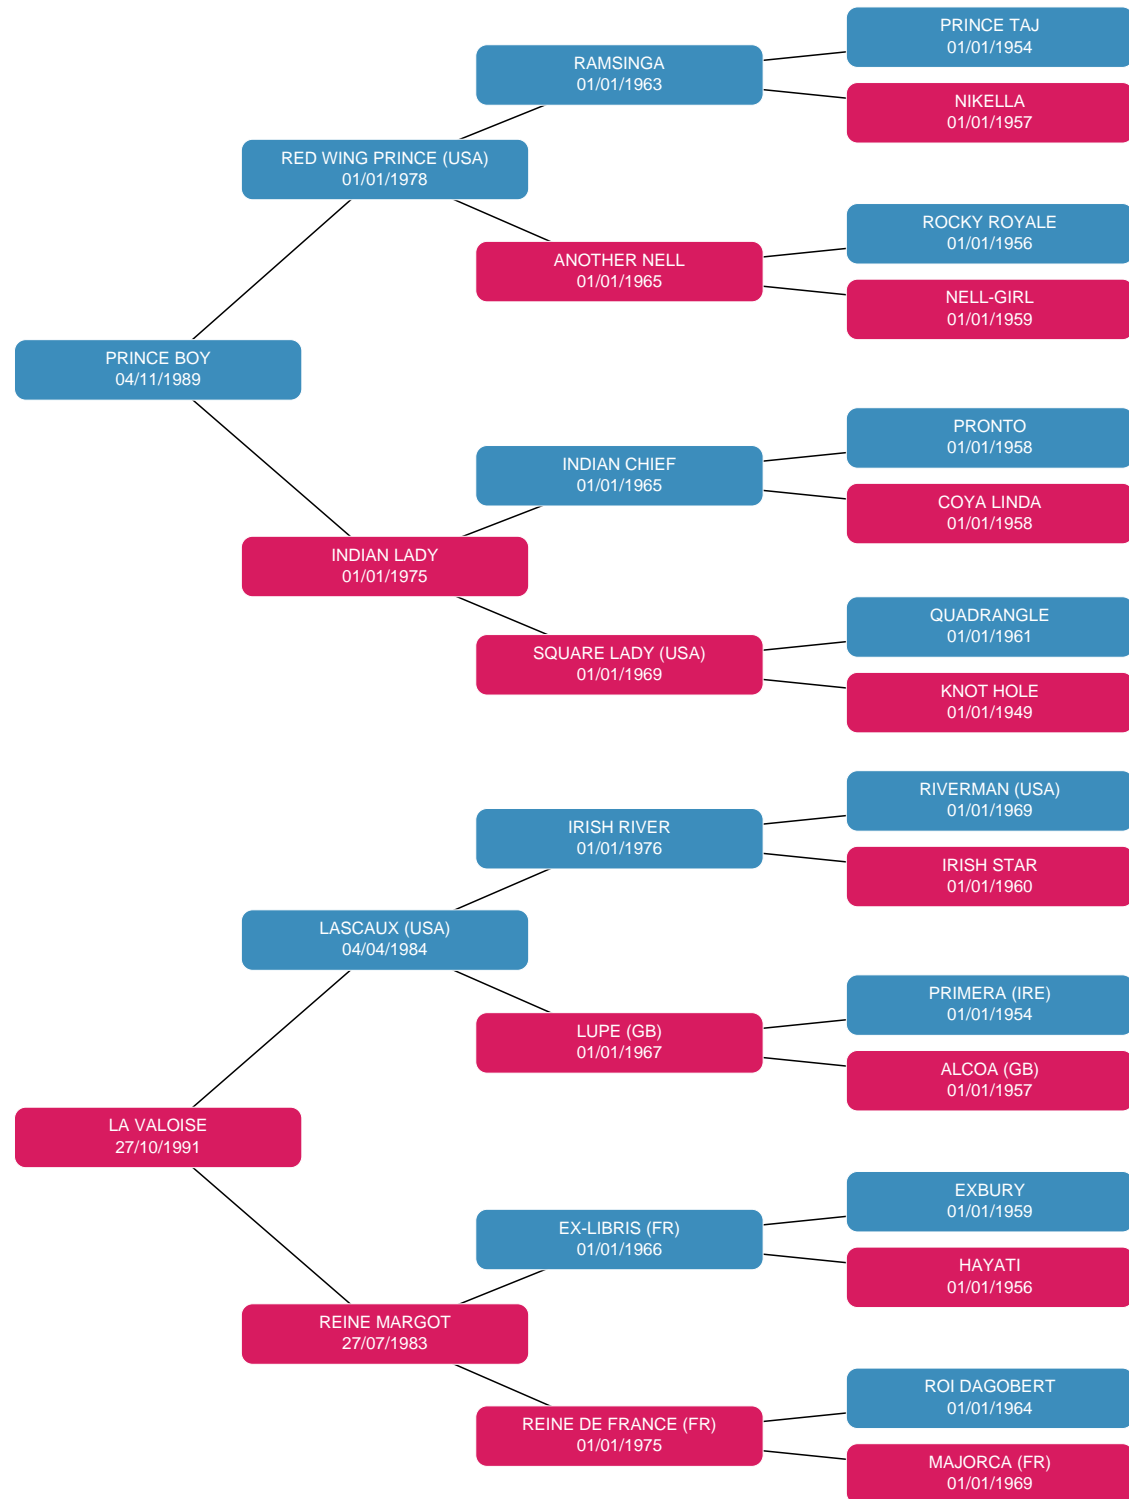 PRINCE TAJ
01/01/1954
RAMSINGA
01/01/1963
NIKELLA
01/01/1957
RED WING PRINCE (USA)
01/01/1978
ROCKY ROYALE
01/01/1956
ANOTHER NELL
01/01/1965
NELL-GIRL
01/01/1959
PRINCE BOY
04/11/1989
PRONTO
01/01/1958
INDIAN CHIEF
01/01/1965
COYA LINDA
01/01/1958
INDIAN LADY
01/01/1975
QUADRANGLE
01/01/1961
SQUARE LADY (USA)
01/01/1969
KNOT HOLE
01/01/1949
RIVERMAN (USA)
01/01/1969
IRISH RIVER
01/01/1976
IRISH STAR
01/01/1960
LASCAUX (USA)
04/04/1984
PRIMERA (IRE)
01/01/1954
LUPE (GB)
01/01/1967
ALCOA (GB)
01/01/1957
LA VALOISE
27/10/1991
EXBURY
01/01/1959
EX-LIBRIS (FR)
01/01/1966
HAYATI
01/01/1956
REINE MARGOT
27/07/1983
ROI DAGOBERT
01/01/1964
REINE DE FRANCE (FR)
01/01/1975
MAJORCA (FR)
01/01/1969